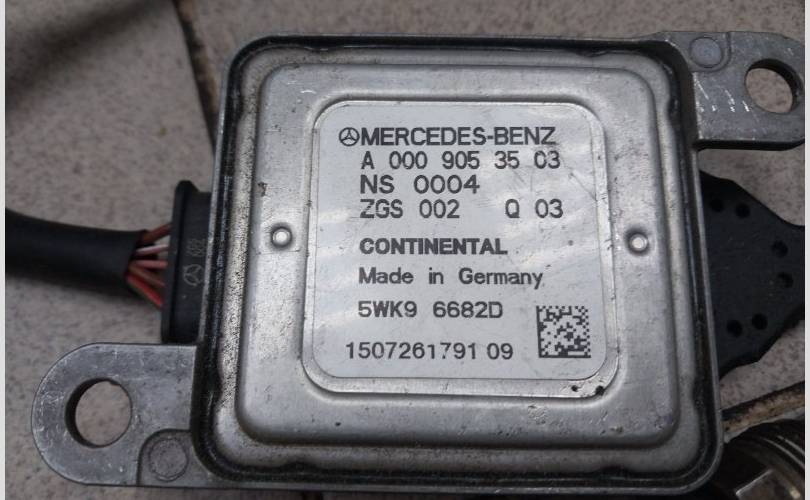 MERCEDES-BENZ
A 000 905 35 03
NS 0004
ZGS 002 Q 03
CONTINENTAL
Made in Germany
5WK9 6682D
1507261791 09